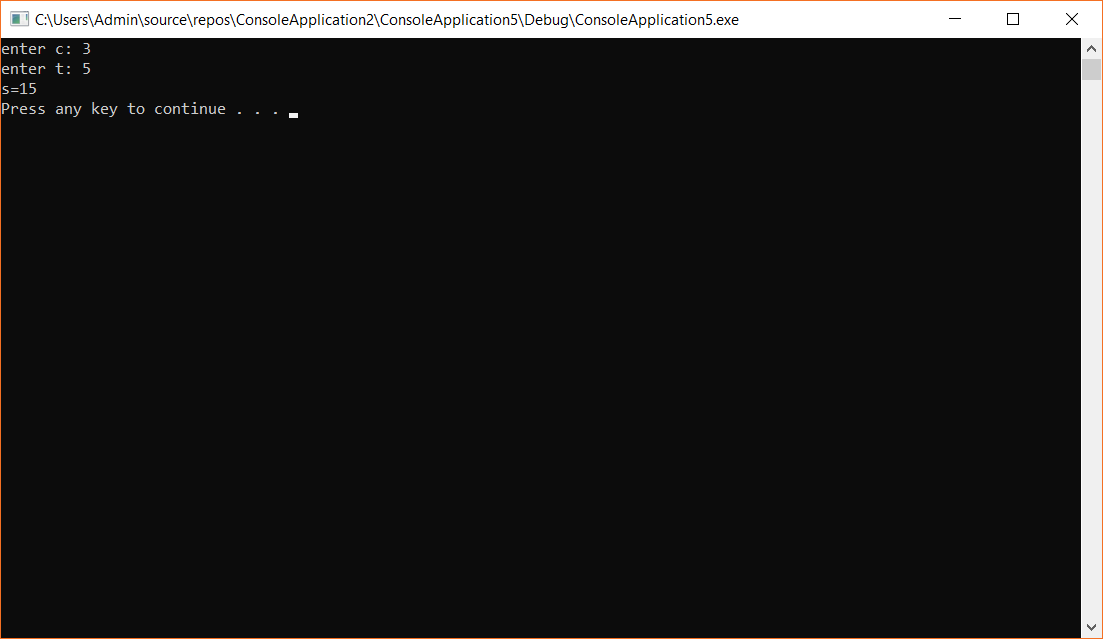 C:\Users\Admin\source\repos\ConsoleApplication2\ConsoleApplication5\Debug\ConsoleApplication5.exe
enter c: 3
enter t: 5
s=15
Press any key to continue . . .